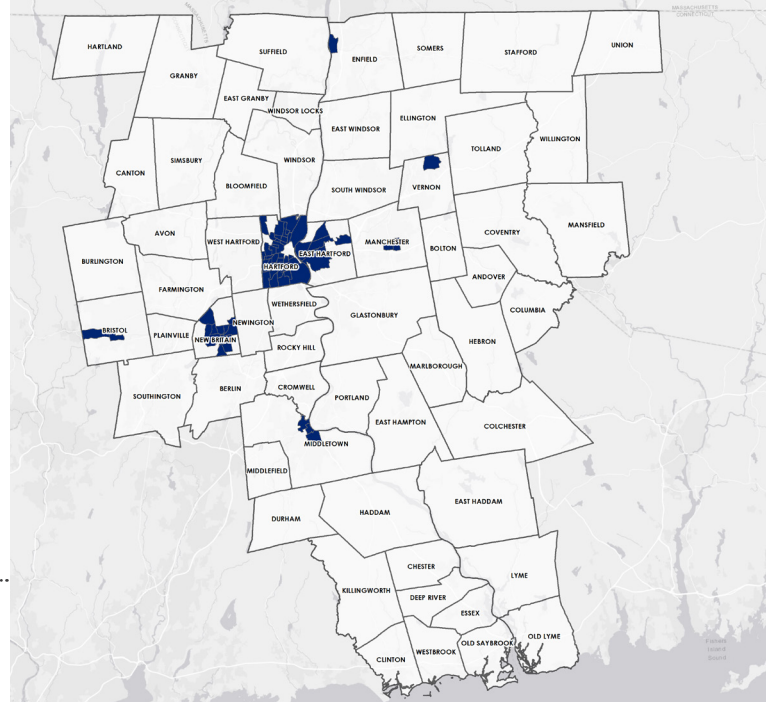 MASSACHUSETTS
CONNECTICUT
HARTLAND
SUFFIELD
ENFIELD
SOMERS
STAFFORD
UNION
GRANBY
EAST GRANBY
WINDSOR LOCKS
EAST WINDSOR
ELLINGTON
TOLLAND
WILLINGTON
CANTON
SIMSBURY
WINDSOR
BLOOMFIELD
SOUTH WINDSOR
VERNON
AVON
WEST HARTFORD
HARTFORD
EAST HARTFORD
MANCHESTER
BOLTON
COVENTRY
MANSFIELD
BURLINGTON
FARMINGTON
ANDOVER
COLUMBIA
WETHERSFIELD
GLASTONBURY
HEBRON
BRISTOL
PLAINVILLE
NEW BRITAIN
NEWINGTON
ROCKY HILL
MARLBOROUGH
SOUTHINGTON
BERLIN
CROMWELL
PORTLAND
EAST HAMPTON
COLCHESTER
MIDDLETOWN
MIDDLEFIELD
DURHAM
HADDAM
EAST HADDAM
CHESTER
LYME
KILLINGWORTH
DEEP RIVER
ESSEX
CLINTON
WESTBROOK
OLD SAYBROOK
OLD LYME
Island
Sound